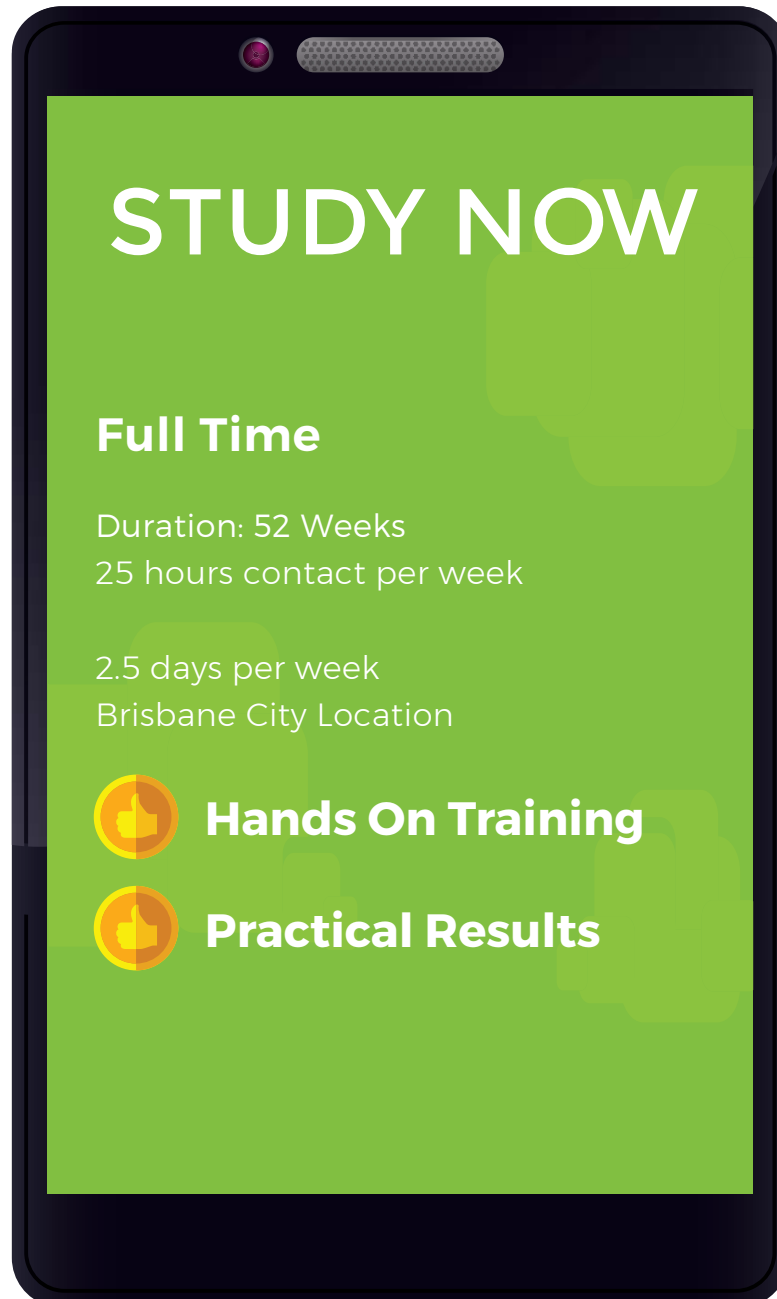 STUDY NOW
Full Time
Duration: 52 Weeks
25 hours contact per week
2.5 days per week
Brisbane City Location
Hands On Training
Practical Results